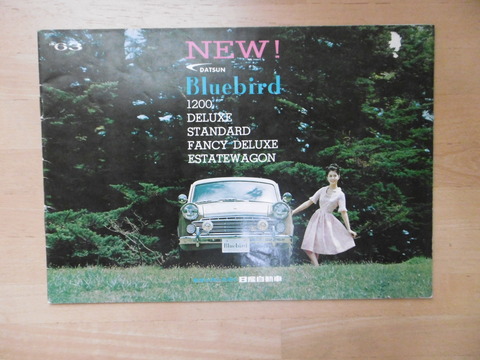 '63
NEW!
DATSUN
Bluebird
1200
DELUXE
STANDARD
FANCY DELUXE
ESTATEWAGON
Bluebird
日産自動車